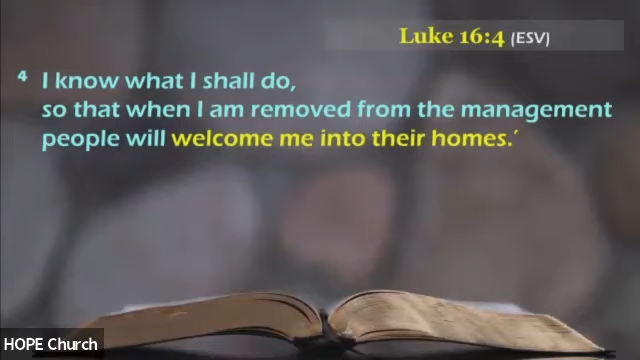 Luke 16:4 (ESV)
4 I know what I shall do,
so that when I am removed from the management
people will welcome me into their homes.´
HOPE Church